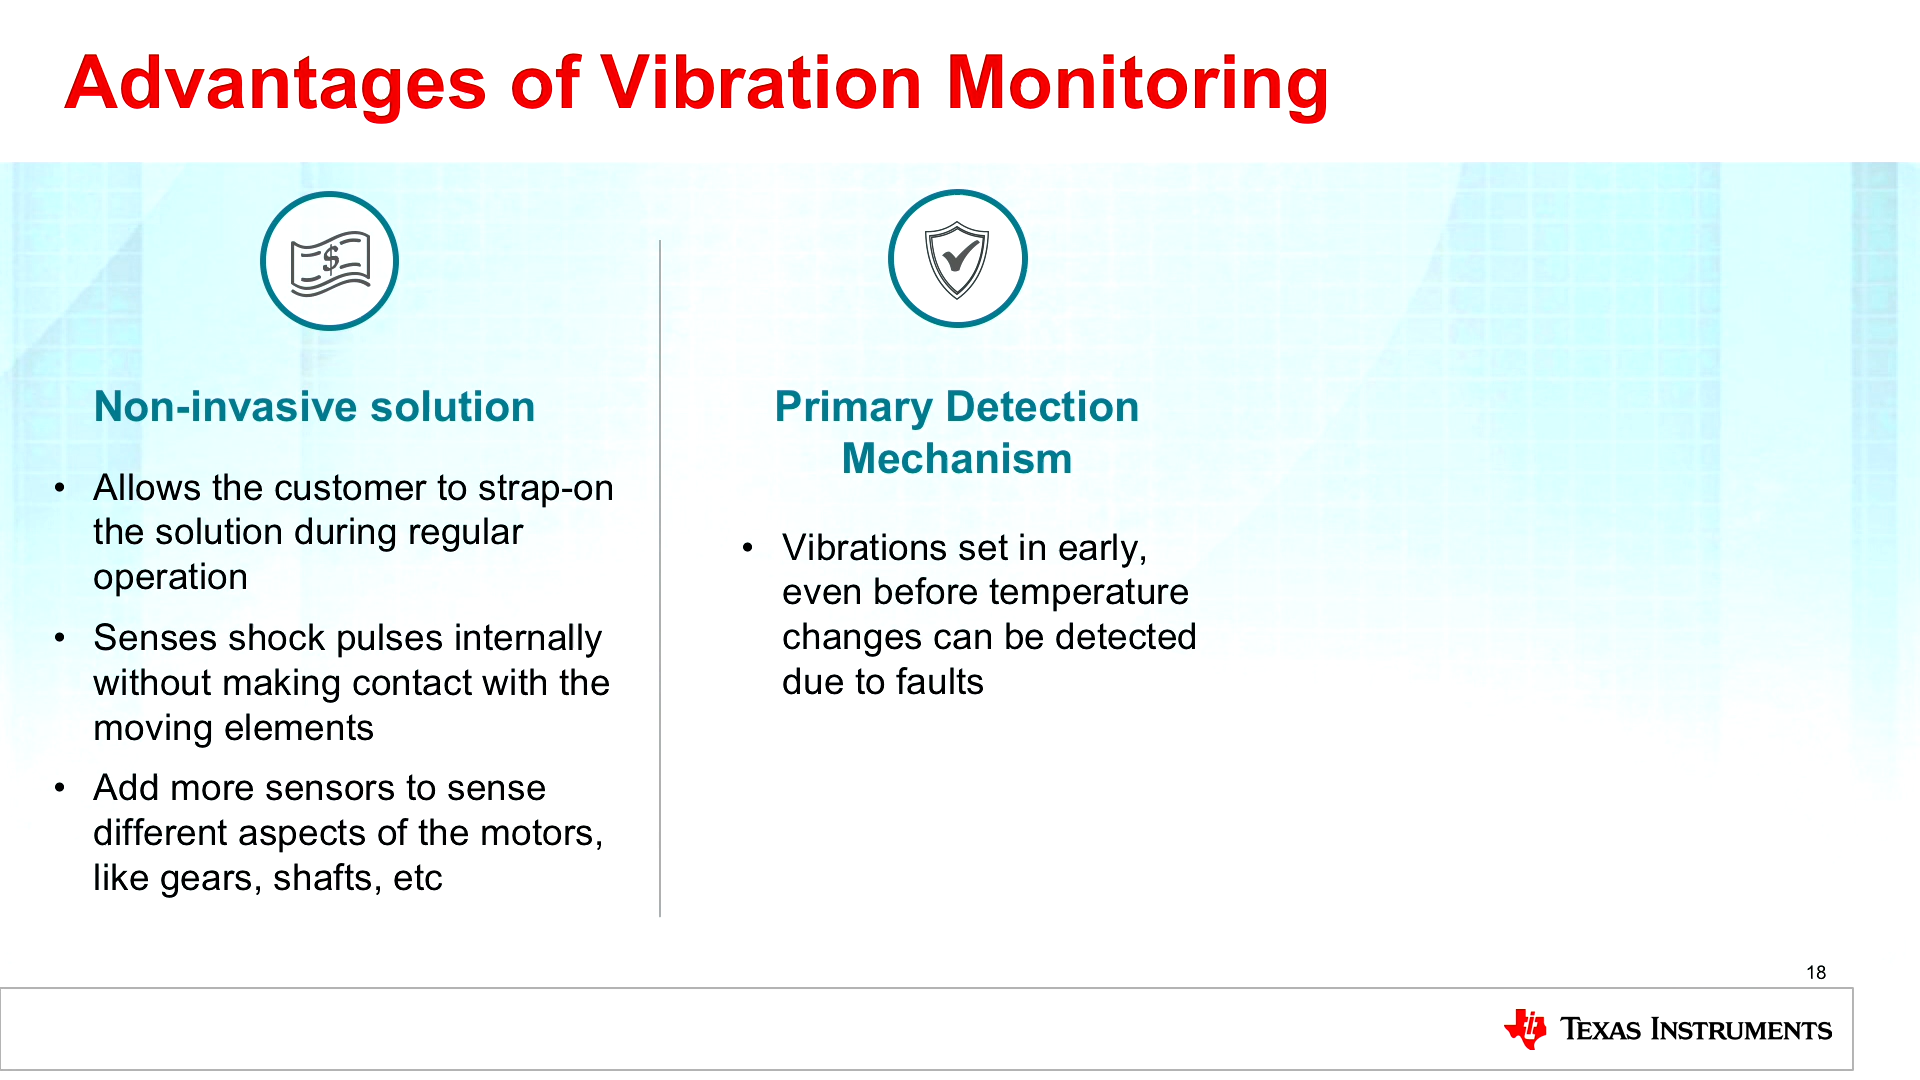 Advantages of Vibration Monitoring
$
Non-invasive solution
• Allows the customer to strap-on
the solution during regular
operation
• Senses shock pulses internally
without making contact with the
moving elements
• Add more sensors to sense
different aspects of the motors,
like gears, shafts, etc
Primary Detection
Mechanism
• Vibrations set in early,
even before temperature
changes can be detected
due to faults
18
TEXAS INSTRUMENTS